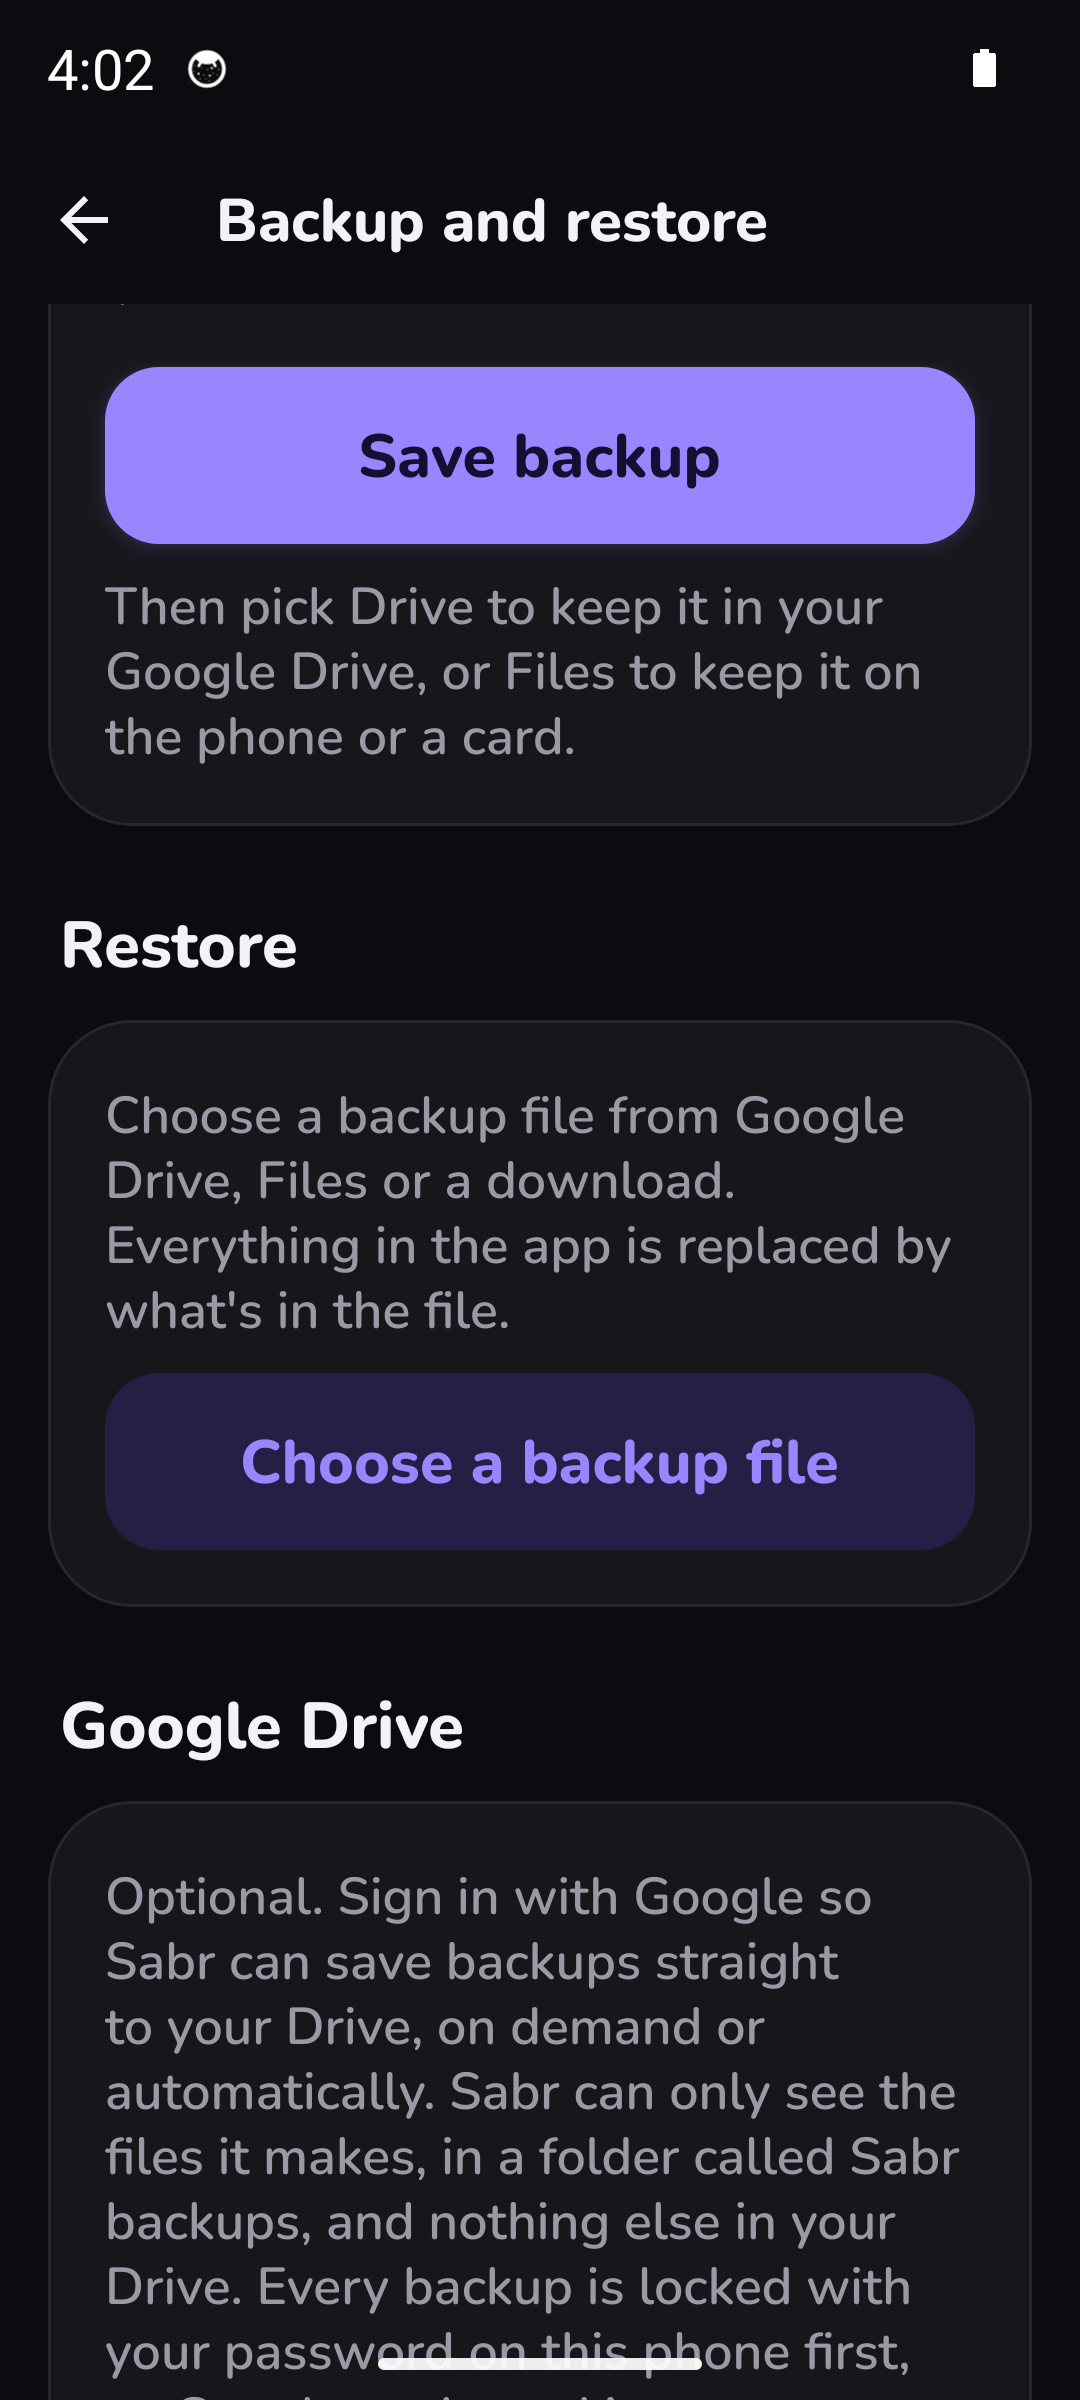 4:02
Backup and restore
Save backup
Then pick Drive to keep it in your
Google Drive, or Files to keep it on
the phone or a card.
Restore
Choose a backup file from Google
Drive, Files or a download.
Everything in the app is replaced by
what's in the file.
Choose a backup file
Google Drive
Optional. Sign in with Google so
Sabr can save backups straight
to your Drive, on demand or
automatically. Sabr can only see the
files it makes, in a folder called Sabr
backups, and nothing else in your
Drive. Every backup is locked with
your password on this phone first,